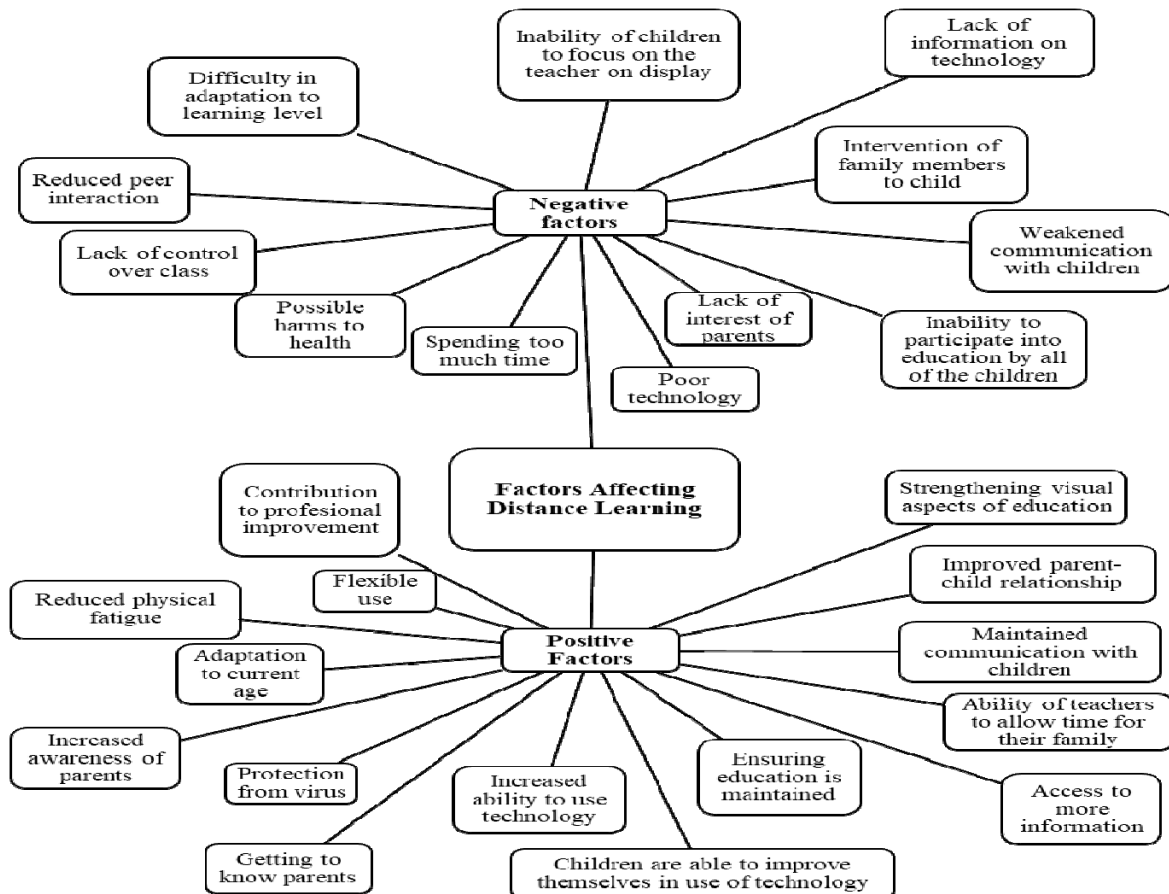 Inability of children
to focus on the
teacher on display
Lack of
information on
technology
Difficulty in
adaptation to
learning level
Intervention of
family members
to child
Reduced peer
interaction
Negative
factors
Weakened
communication
with children
Lack of control
over class
Possible
harms to
health
Spending too
much time
Lack of
interest of
parents
Poor
technology
Inability to
participate into
education by all
of the children
Factors Affecting
Distance Learning
Contribution
to profesional
improvement
Strengthening visual
aspects of education
Flexible
use
Improved parent-
child relationship
Reduced physical
fatigue
Positive
Factors
Maintained
communication with
children
Adaptation
to current
age
Ability of teachers
to allow time for
their family
Increased
awareness of
parents
Protection
from virus
Increased
ability to use
technology
Ensuring
education is
maintained
Access to
more
information
Getting to
know parents
Children are able to improve
themselves in use of technology